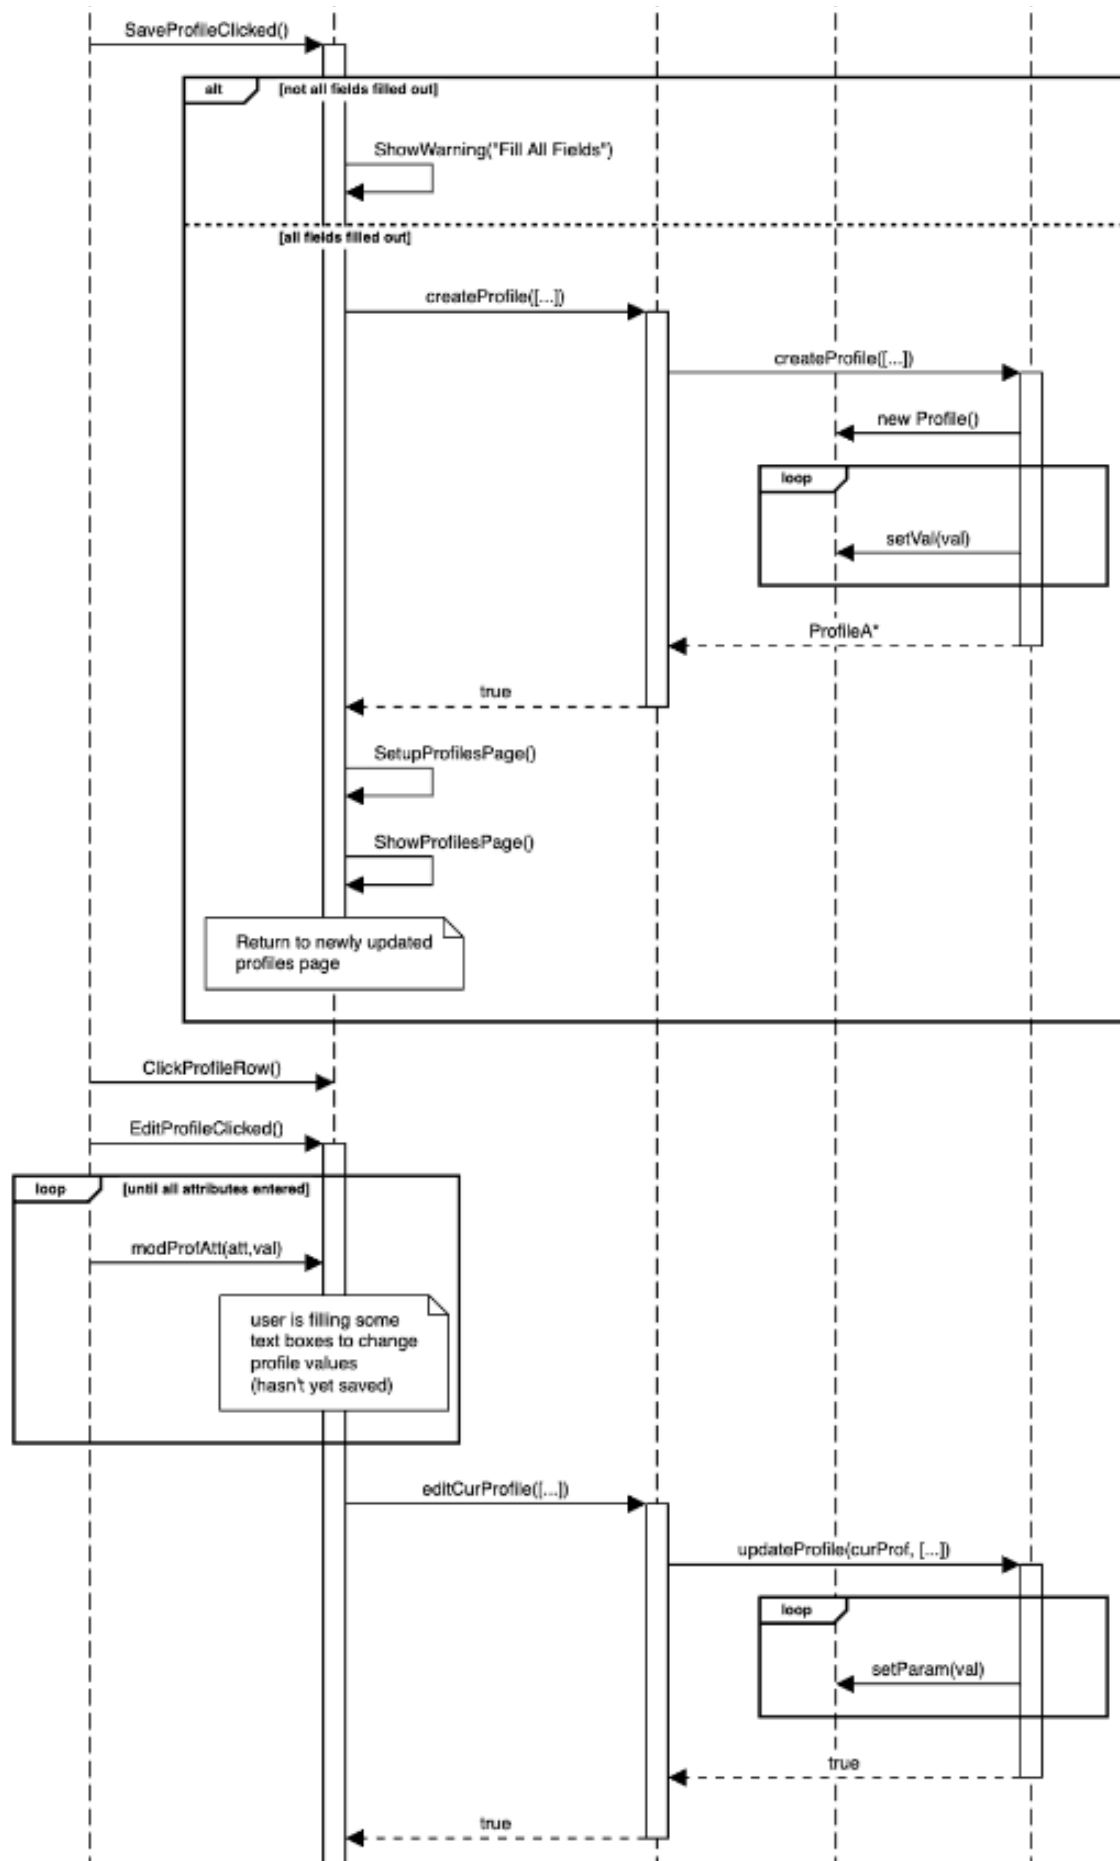 SaveProfileClicked()
alt
[not all fields filled out]
ShowWarning("Fill All Fields")
[all fields filled out]
createProfile([...])
createProfile([...])
new Profile()
loop
setVal(val)
ProfileA*
true
SetupProfilesPage()
ShowProfilesPage()
Return to newly updated
profiles page
ClickProfileRow()
EditProfileClicked()
loop
[until all attributes entered]
modProfAtt(att,val)
user is filling some
text boxes to change
profile values
(hasn't yet saved)
editCurProfile([...])
updateProfile(curProf, [...])
loop
setParam(val)
true
true